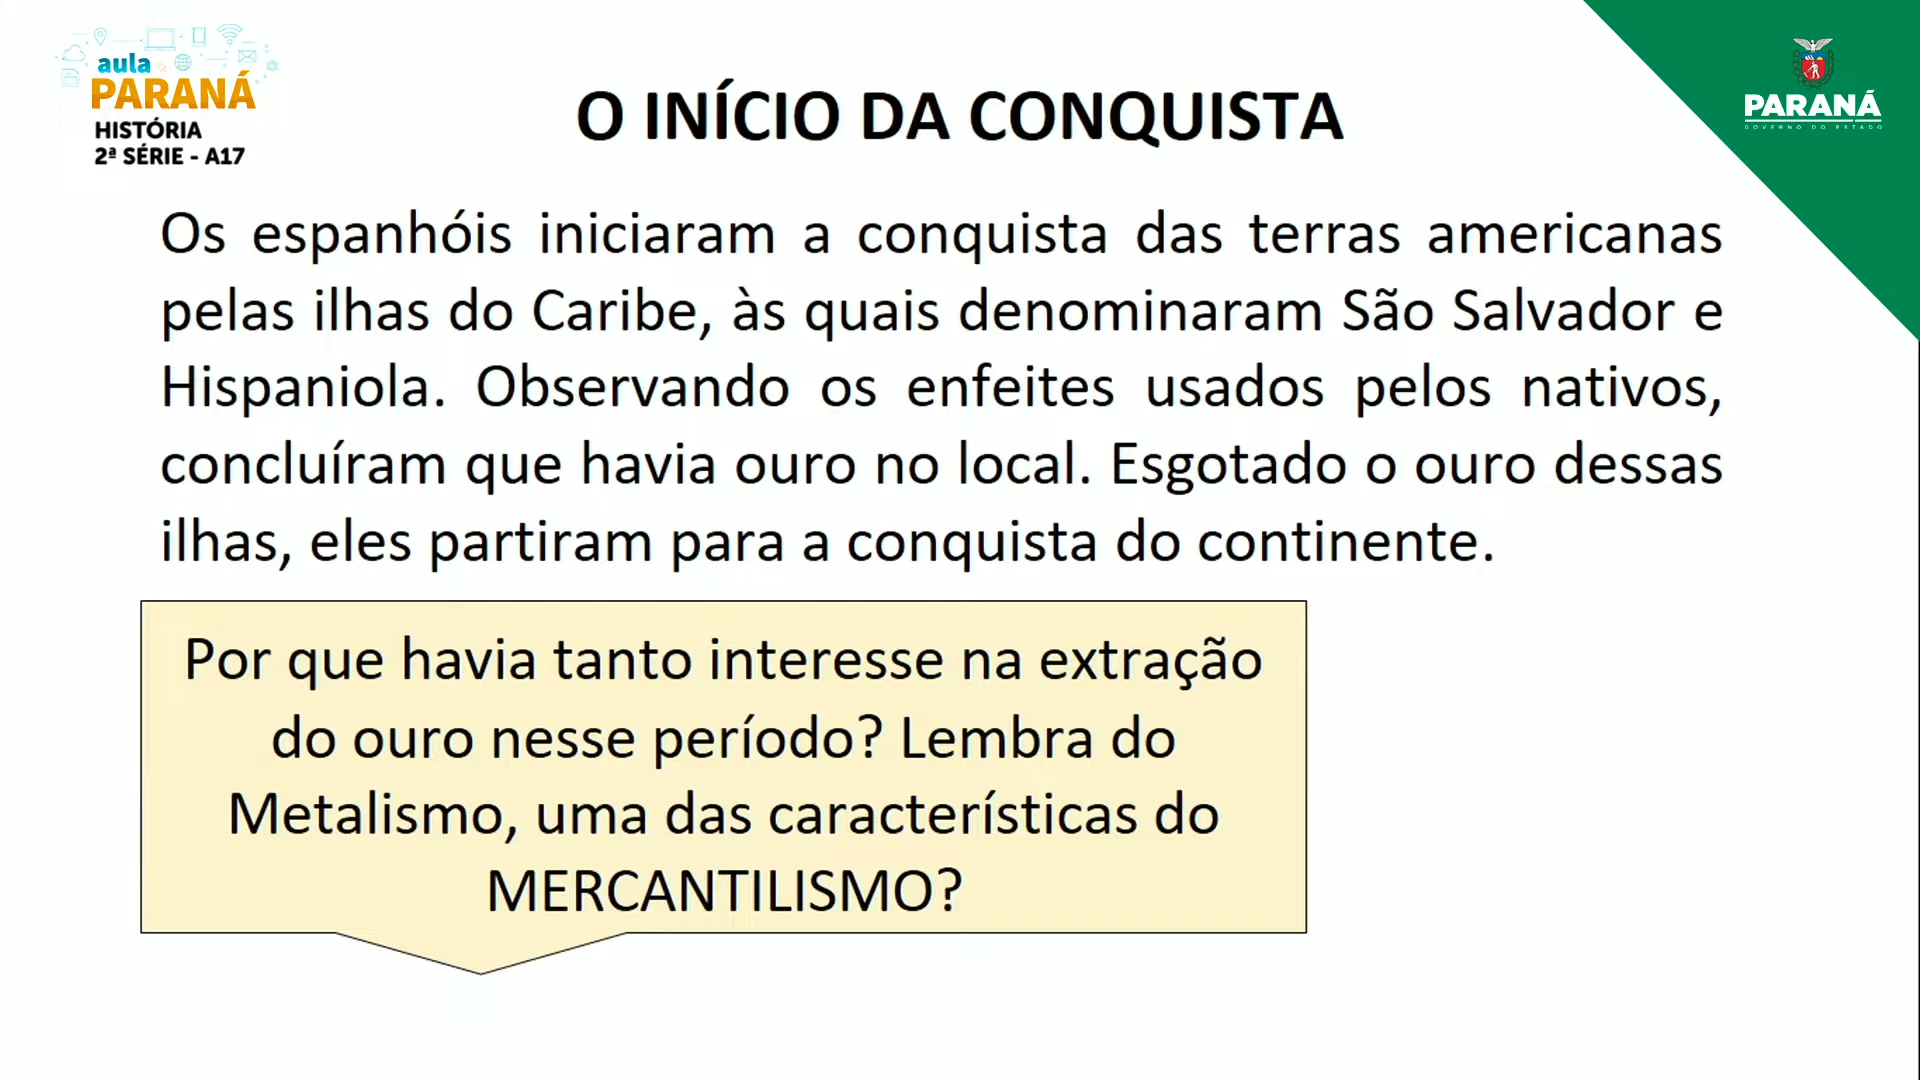 aula
PARANÁ
HISTÓRIA
2ª SÉRIE - A17
PARANÁ
GOVERNO DO ESTADO
O INÍCIO DA CONQUISTA
Os espanhóis iniciaram a conquista das terras americanas
pelas ilhas do Caribe, às quais denominaram São Salvador e
Hispaniola. Observando os enfeites usados pelos nativos,
concluíram que havia ouro no local. Esgotado o ouro dessas
ilhas, eles partiram para a conquista do continente.
Por que havia tanto interesse na extração
do ouro nesse período? Lembra do
Metalismo, uma das características do
MERCANTILISMO?